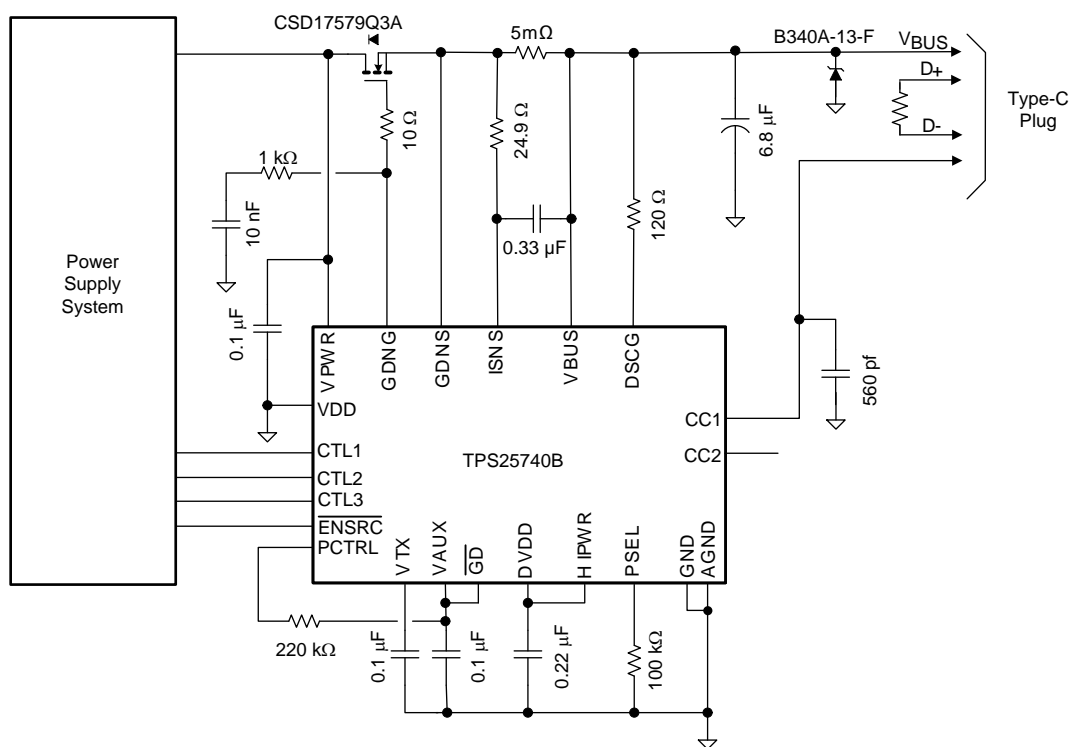 CSD17579Q3A
5mΩ
B340A-13-F
VBUS
D+
D-
Type-C
Plug
10 Ω
24.9 Ω
6.8 µF
1 kΩ
10 nF
0.33 µF
120 Ω
Power
Supply
System
0.1 µF
VPWR
GDNG
GDNS
ISNS
VBUS
DSCG
560 pf
VDD
CC1
CTL1
CC2
TPS25740B
CTL2
CTL3
ENSRC
PCTRL
VTX
VAUX
GD
DVDD
HIPWR
PSEL
GND
AGND
220 kΩ
0.1 µF
0.1 µF
0.22 µF
100 kΩ